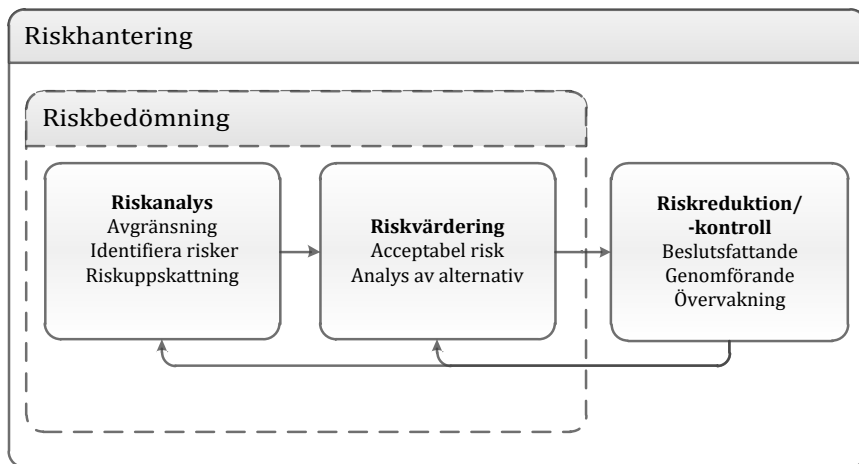 Riskhantering
Riskbedömning
Riskanalys
Avgränsning
Identifiera risker
Riskuppskattning
Riskvärdering
Acceptabel risk
Analys av alternativ
Riskreduktion/
-kontroll
Beslutsfattande
Genomförande
Övervakning